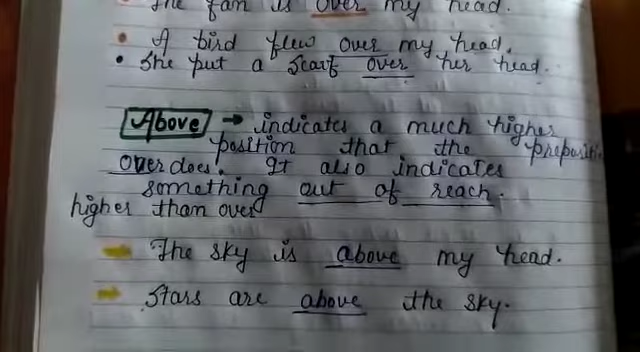 The fan is over my head.
• A bird flew over my head.
• She put a scarf over her head.
Above → indicates a much higher
position that the
over does. It also indicates
something out of reach.
higher than over
The sky is above my head.
Stars are above the sky.